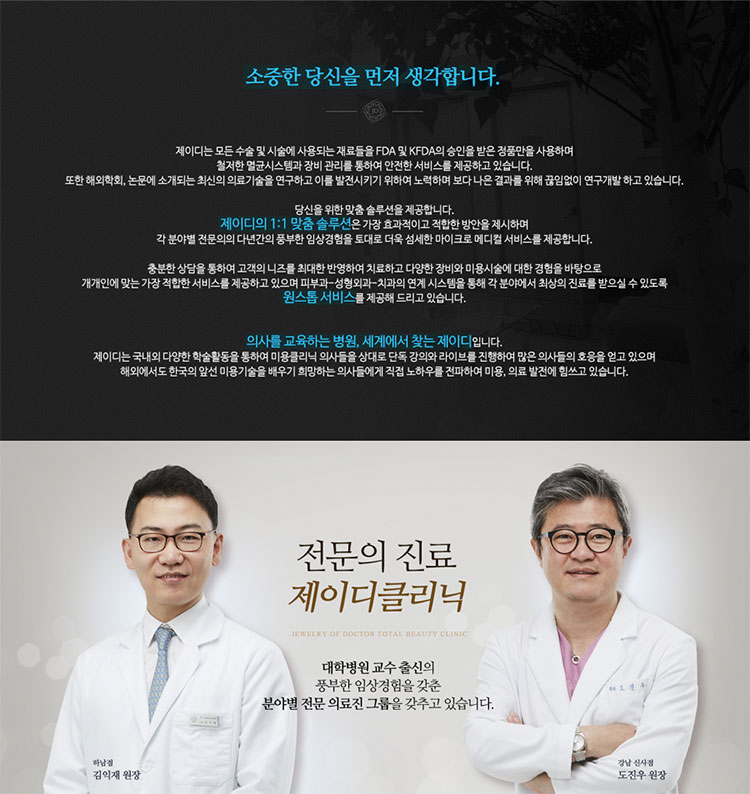 소중한 당신을 먼저 생각합니다.
제이디는 모든 수술 및 시술에 사용되는 재료들을 FDA 및 KFDA의 승인을 받은 정품만을 사용하며
철저한 멸균시스템과 장비 관리를 통하여 안전한 서비스를 제공하고 있습니다.
또한 해외학회, 논문에 소개되는 최신의 의료기술을 연구하고 이를 발전시키기 위하여 노력하며 보다 나은 결과를 위해 끊임없이 연구개발 하고 있습니다.
당신을 위한 맞춤 솔루션을 제공합니다.
제이디의 1:1 맞춤 솔루션은 가장 효과적이고 적합한 방안을 제시하며
각 분야별 전문의의 다년간의 풍부한 임상경험을 토대로 더욱 섬세한 마이크로 메디컬 서비스를 제공합니다.
충분한 상담을 통하여 고객의 니즈를 최대한 반영하여 치료하고 다양한 장비와 미용시술에 대한 경험을 바탕으로
개개인에 맞는 가장 적합한 서비스를 제공하고 있으며 피부과-성형외과-치과의 연계 시스템을 통해 각 분야에서 최상의 진료를 받으실 수 있도록
원스톱 서비스를 제공해 드리고 있습니다.
의사를 교육하는 병원, 세계에서 찾는 제이디입니다.
제이디는 국내외 다양한 학술활동을 통하여 미용클리닉 의사들을 상대로 단독 강의와 라이브를 진행하여 많은 의사들의 호응을 얻고 있으며
해외에서도 한국의 앞선 미용기술을 배우기 희망하는 의사들에게 직접 노하우를 전파하여 미용, 의료 발전에 힘쓰고 있습니다.
전문의 진료
제이디클리닉
JEWELRY OF DOCTOR TOTAL BEAUTY CLINIC
대학병원 교수 출신의
풍부한 임상경험을 갖춘
분야별 전문 의료진 그룹을 갖추고 있습니다.
하남점
김익재 원장
강남 신사점
도진우 원장